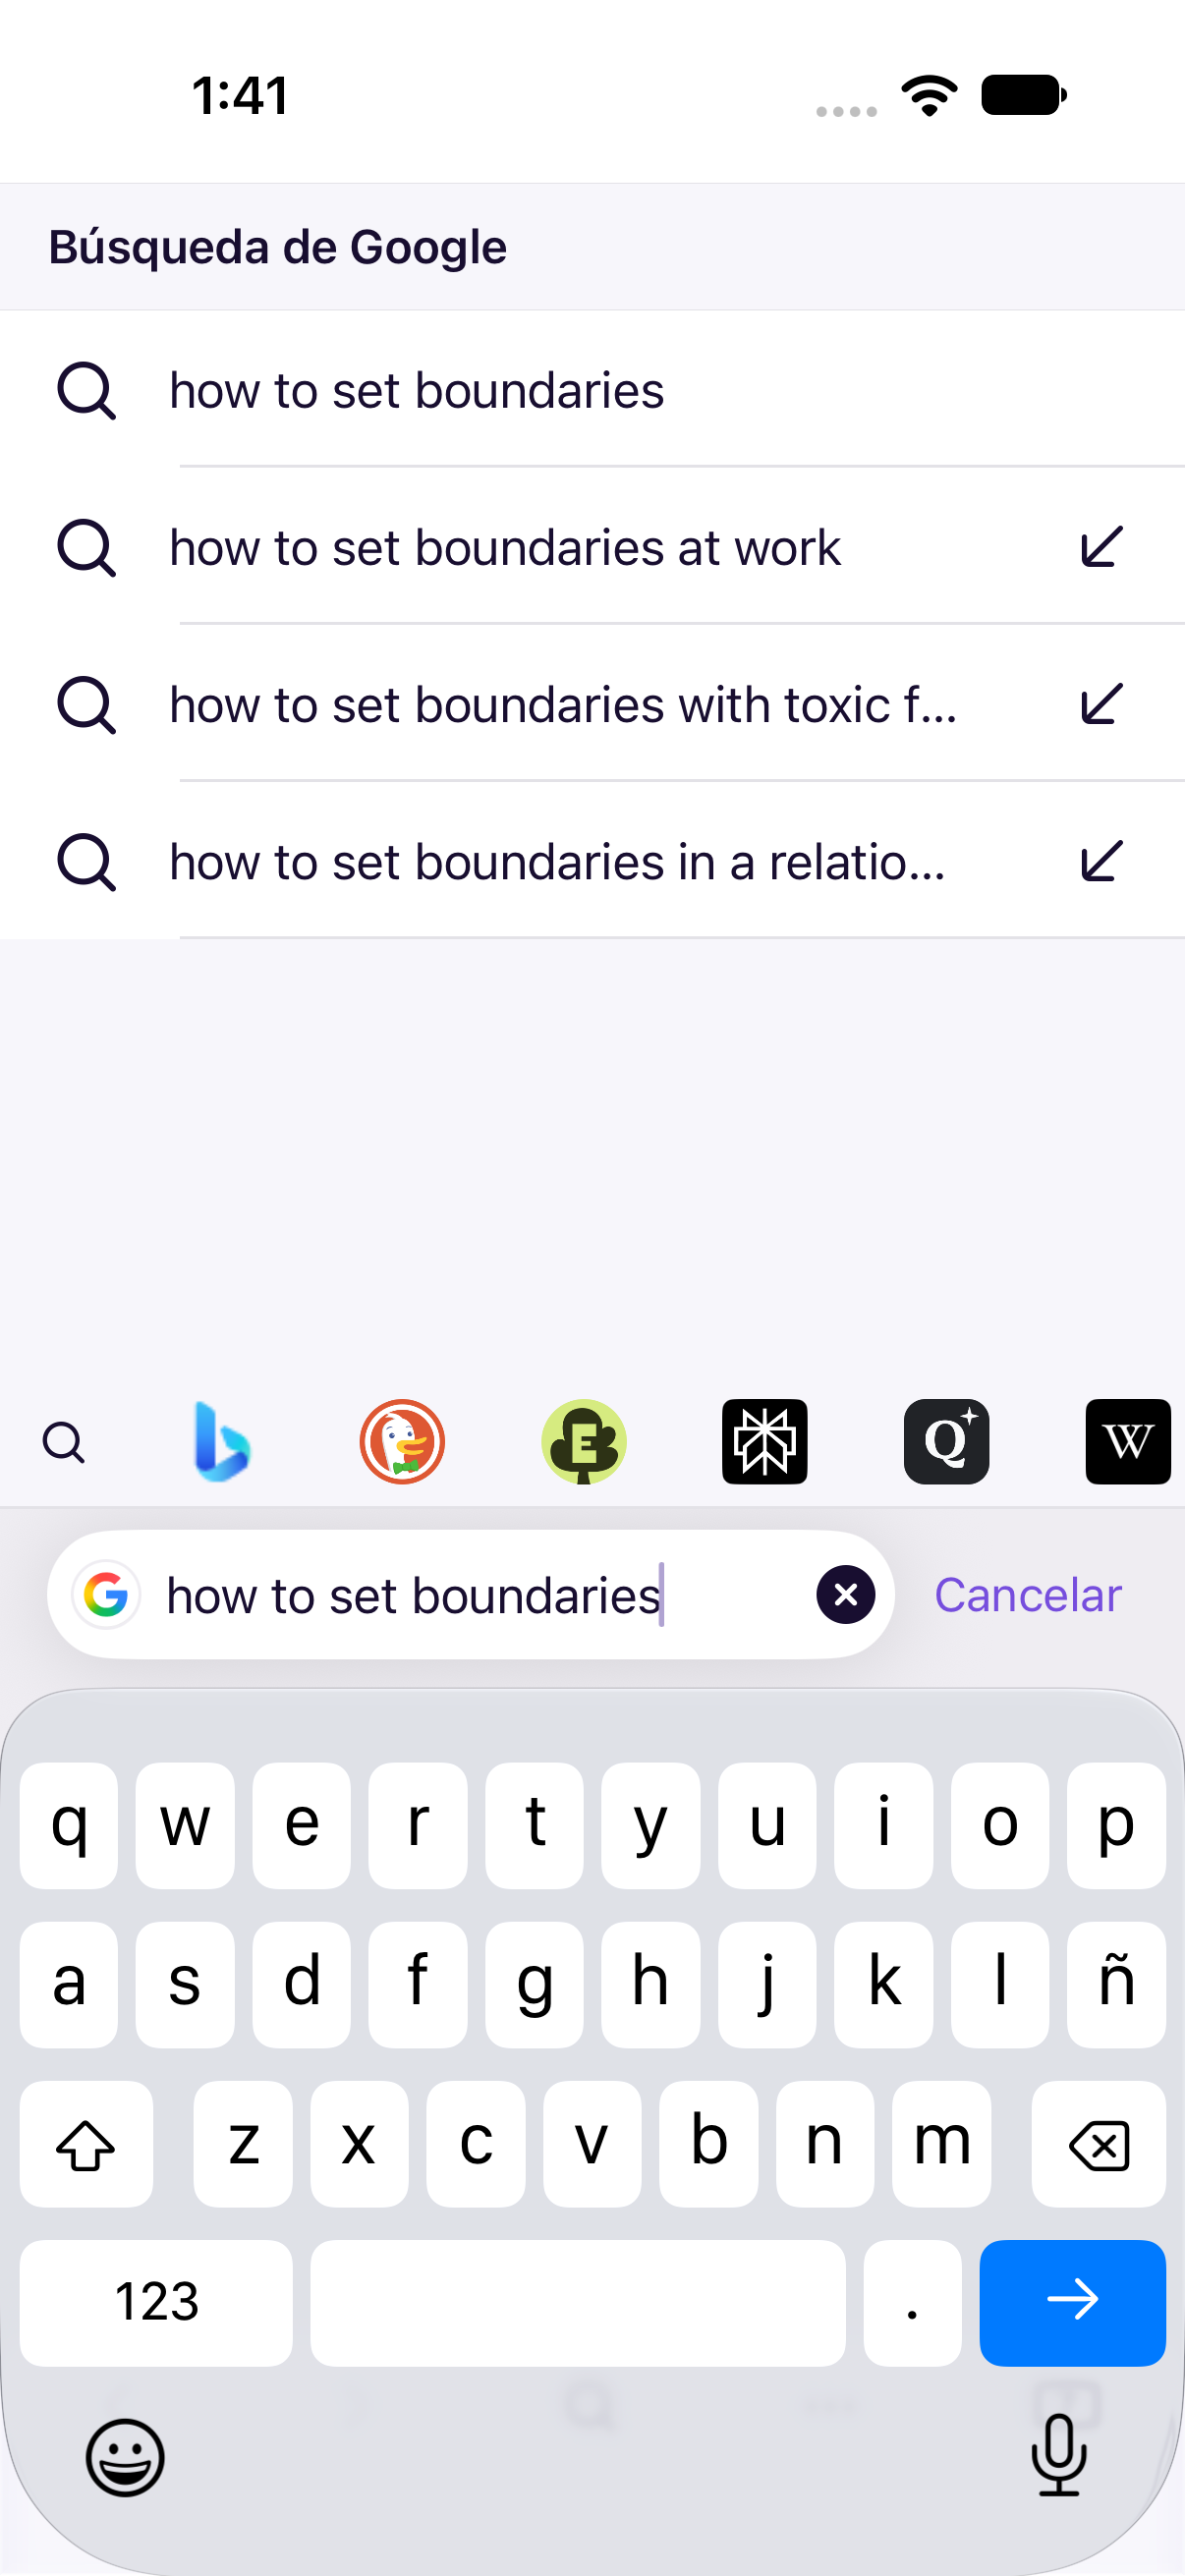 1:41
Búsqueda de Google
how to set boundaries
how to set boundaries at work
how to set boundaries with toxic f...
how to set boundaries in a relatio...
E Q W
G how to set boundaries Cancelar
q w e r t y u i o p
a s d f g h j k l ñ
z x c v b n m
123 .